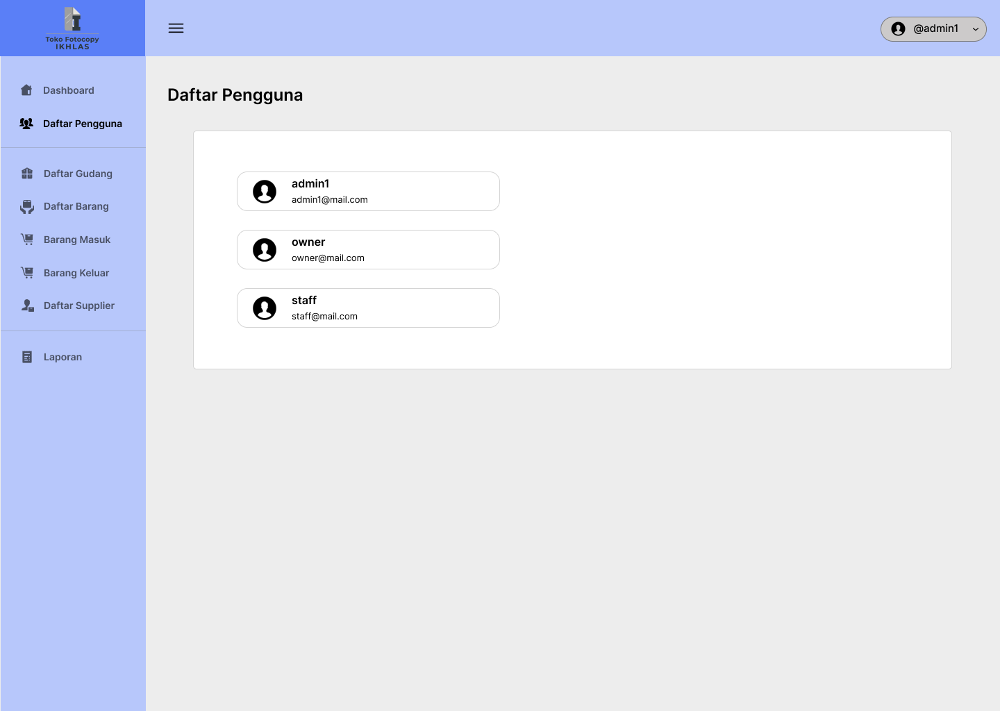 Toko Fotocopy
IKHLAS
@admin1
Dashboard
Daftar Pengguna
Daftar Gudang
Daftar Barang
Barang Masuk
Barang Keluar
Daftar Supplier
Laporan
Daftar Pengguna
admin1
admin1@mail.com
owner
owner@mail.com
staff
staff@mail.com